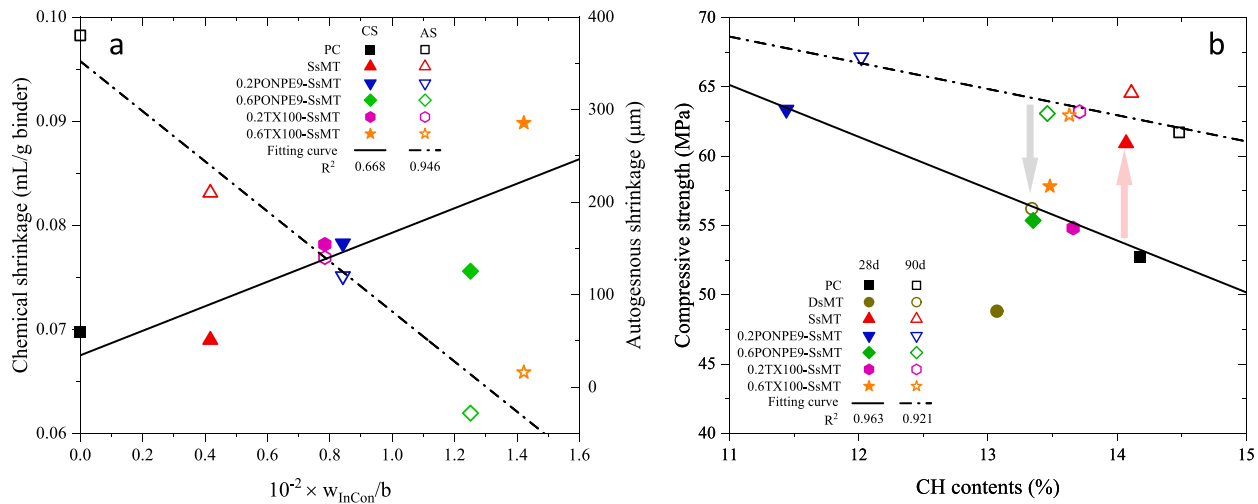 a
CS AS
PC
SsMT
0.2PONPE9-SsMT
0.6PONPE9-SsMT
0.2TX100-SsMT
0.6TX100-SsMT
Fitting curve
R² 0.668 0.946
Chemical shrinkage (mL/g binder)
0.10
0.09
0.08
0.07
0.06
0.0 0.2 0.4 0.6 0.8 1.0 1.2 1.4 1.6
10⁻² × w_InCon/b
400
300
200
100
0
Autogesnous shrinkage (μm)
b
Compressive strength (MPa)
70
65
60
55
50
45
40
28d 90d
PC
DsMT
SsMT
0.2PONPE9-SsMT
0.6PONPE9-SsMT
0.2TX100-SsMT
0.6TX100-SsMT
Fitting curve
R² 0.963 0.921
11 12 13 14 15
CH contents (%)